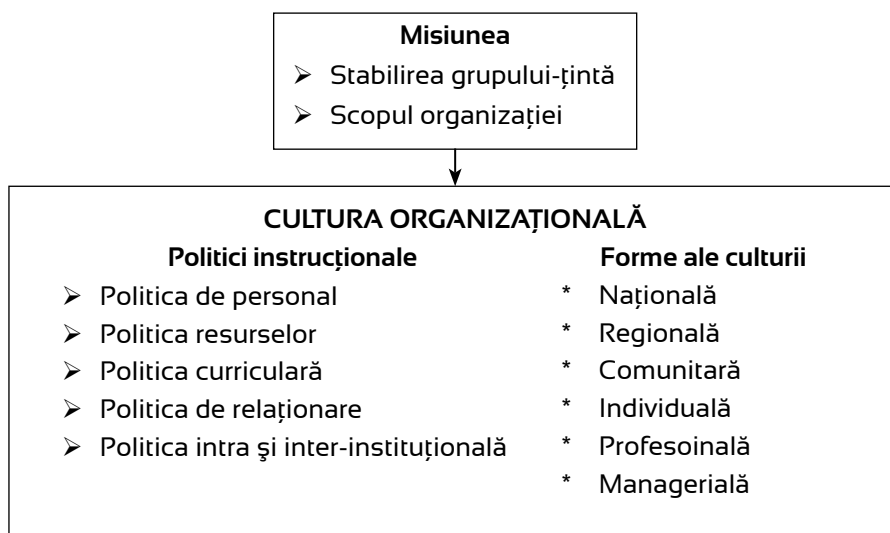 Misiunea
➢ Stabilirea grupului-țintă
➢ Scopul organizației
CULTURA ORGANIZAȚIONALĂ
Politici instrucționale
➢ Politica de personal
➢ Politica resurselor
➢ Politica curriculară
➢ Politica de relaționare
➢ Politica intra şi inter-instituțională
Forme ale culturii
* Națională
* Regională
* Comunitară
* Individuală
* Profesoinală
* Managerială